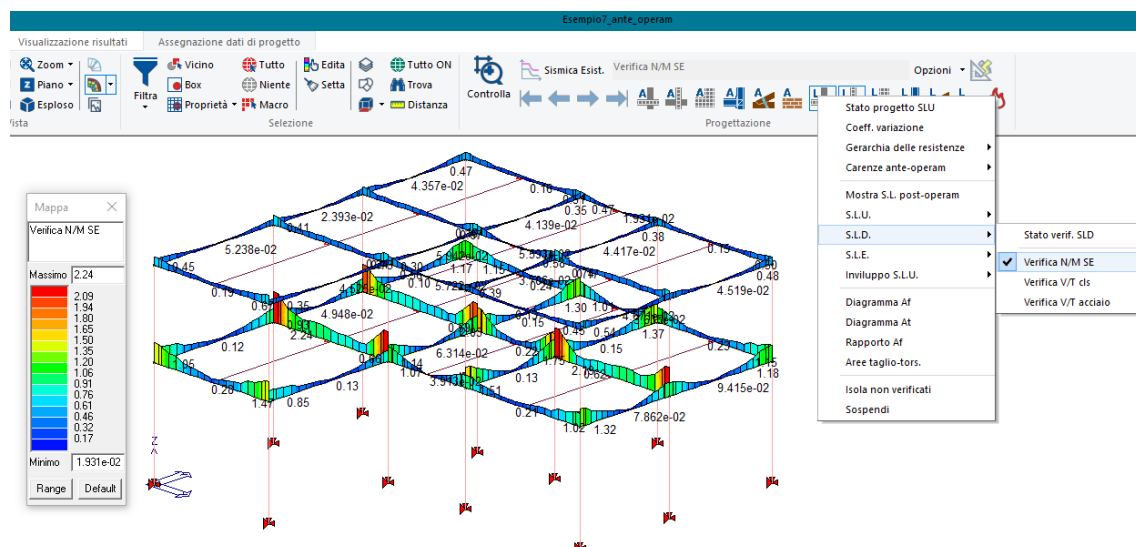 Esempio7_ante_operam
Visualizzazione risultati
Assegnazione dati di progetto
Zoom
Piano
Esploso
Vista
Filtra
Vicino
Box
Proprietà
Tutto
Niente
Macro
Edita
Setta
Tutto ON
Trova
Distanza
Selezione
Controlla
Sismica Esist.
Verifica N/M SE
Opzioni
Progettazione
Stato progetto SLU
Coeff. variazione
Gerarchia delle resistenze
Carenze ante-operam
Mostra S.L. post-operam
S.L.U.
S.L.D.
S.L.E.
Inviluppo S.L.U.
Diagramma Af
Diagramma At
Rapporto Af
Aree taglio-tors.
Isola non verificati
Sospendi
Stato verif. SLD
Verifica N/M SE
Verifica V/T cls
Verifica V/T acciaio
Mappa
Verifica N/M SE
Massimo 2.24
2.09
1.94
1.80
1.65
1.50
1.35
1.20
1.06
0.91
0.76
0.61
0.46
0.32
0.17
Minimo 1.931e-02
Range Default
0.47
4.357e-02
2.393e-02
0.35 0.47
4.139e-02
0.38
5.238e-02
4.417e-02
0.45
1.17
4.519e-02
0.48
4.948e-02
1.30
2.24
0.54
1.37
0.12
6.314e-02
0.22
0.15
0.13
0.13
9.415e-02
1.18
0.28
1.47
0.85
0.21
1.02
1.32
7.862e-02
Z